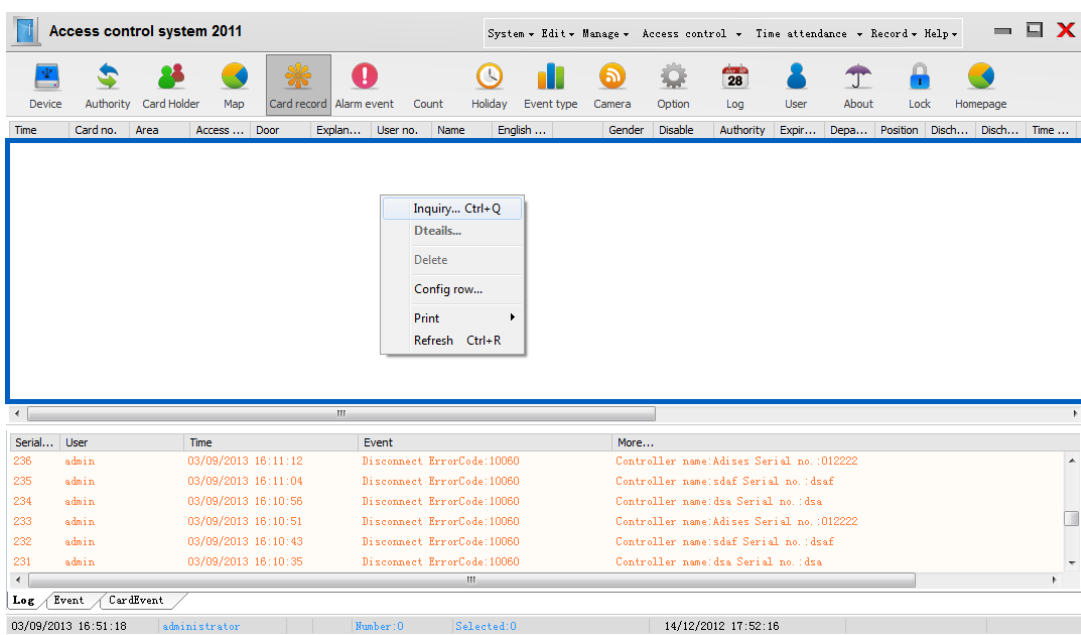 Access control system 2011
System Edit Manage Access control Time attendance Record Help
Device Authority Card Holder Map Card record Alarm event Count Holiday Event type Camera Option Log User About Lock Homepage
28
Time Card no. Area Access ... Door Explan... User no. Name English ... Gender Disable Authority Expir... Depa... Position Disch... Disch... Time ...
Inquiry... Ctrl+Q
Dteails...
Delete
Config row...
Print
Refresh Ctrl+R
Serial... User Time Event More...
236 admin 03/09/2013 16:11:12 Disconnect ErrorCode:10060 Controller name:Adises Serial no.:012222
235 admin 03/09/2013 16:11:04 Disconnect ErrorCode:10060 Controller name:sdaf Serial no.:dsaf
234 admin 03/09/2013 16:10:56 Disconnect ErrorCode:10060 Controller name:dsa Serial no.:dsa
233 admin 03/09/2013 16:10:51 Disconnect ErrorCode:10060 Controller name:Adises Serial no.:012222
232 admin 03/09/2013 16:10:43 Disconnect ErrorCode:10060 Controller name:sdaf Serial no.:dsaf
231 admin 03/09/2013 16:10:35 Disconnect ErrorCode:10060 Controller name:dsa Serial no.:dsa
Log Event CardEvent
03/09/2013 16:51:18 administrator Number:0 Selected:0 14/12/2012 17:52:16